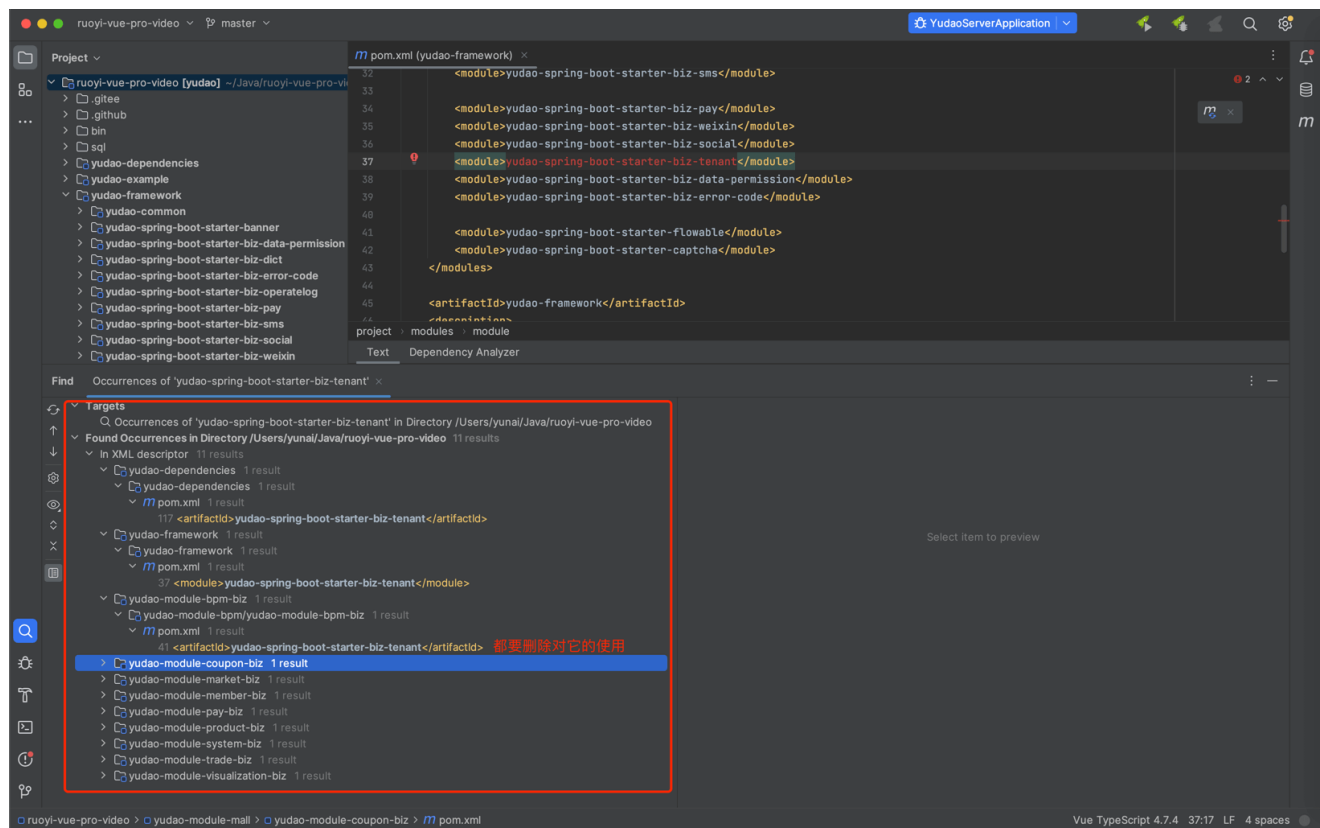 ruoyi-vue-pro-video
master
YudaoServerApplication
Project
pom.xml (yudao-framework)
ruoyi-vue-pro-video [yudao] ~/Java/ruoyi-vue-pro-vi
.gitee
.github
bin
sql
yudao-dependencies
yudao-example
yudao-framework
yudao-common
yudao-spring-boot-starter-banner
yudao-spring-boot-starter-biz-data-permission
yudao-spring-boot-starter-biz-dict
yudao-spring-boot-starter-biz-error-code
yudao-spring-boot-starter-biz-operatelog
yudao-spring-boot-starter-biz-pay
yudao-spring-boot-starter-biz-sms
yudao-spring-boot-starter-biz-social
yudao-spring-boot-starter-biz-weixin
32 <module>yudao-spring-boot-starter-biz-sms</module>
33
34 <module>yudao-spring-boot-starter-biz-pay</module>
35 <module>yudao-spring-boot-starter-biz-weixin</module>
36 <module>yudao-spring-boot-starter-biz-social</module>
37 <module>yudao-spring-boot-starter-biz-tenant</module>
38 <module>yudao-spring-boot-starter-biz-data-permission</module>
39 <module>yudao-spring-boot-starter-biz-error-code</module>
40
41 <module>yudao-spring-boot-starter-flowable</module>
42 <module>yudao-spring-boot-starter-captcha</module>
43 </modules>
44
45 <artifactId>yudao-framework</artifactId>
46 <description>
2
m
m
project > modules > module
Text Dependency Analyzer
Find Occurrences of 'yudao-spring-boot-starter-biz-tenant'
Targets
Occurrences of 'yudao-spring-boot-starter-biz-tenant' in Directory /Users/yunai/Java/ruoyi-vue-pro-video
Found Occurrences in Directory /Users/yunai/Java/ruoyi-vue-pro-video 11 results
In XML descriptor 11 results
yudao-dependencies 1 result
yudao-dependencies 1 result
m pom.xml 1 result
117 <artifactId>yudao-spring-boot-starter-biz-tenant</artifactId>
yudao-framework 1 result
yudao-framework 1 result
m pom.xml 1 result
37 <module>yudao-spring-boot-starter-biz-tenant</module>
yudao-module-bpm-biz 1 result
yudao-module-bpm/yudao-module-bpm-biz 1 result
m pom.xml 1 result
41 <artifactId>yudao-spring-boot-starter-biz-tenant</artifactId> 都要删除对它的使用
yudao-module-coupon-biz 1 result
yudao-module-market-biz 1 result
yudao-module-member-biz 1 result
yudao-module-pay-biz 1 result
yudao-module-product-biz 1 result
yudao-module-system-biz 1 result
yudao-module-trade-biz 1 result
yudao-module-visualization-biz 1 result
Select item to preview
ruoyi-vue-pro-video > yudao-module-mall > yudao-module-coupon-biz > m pom.xml
Vue TypeScript 4.7.4 37:17 LF 4 spaces